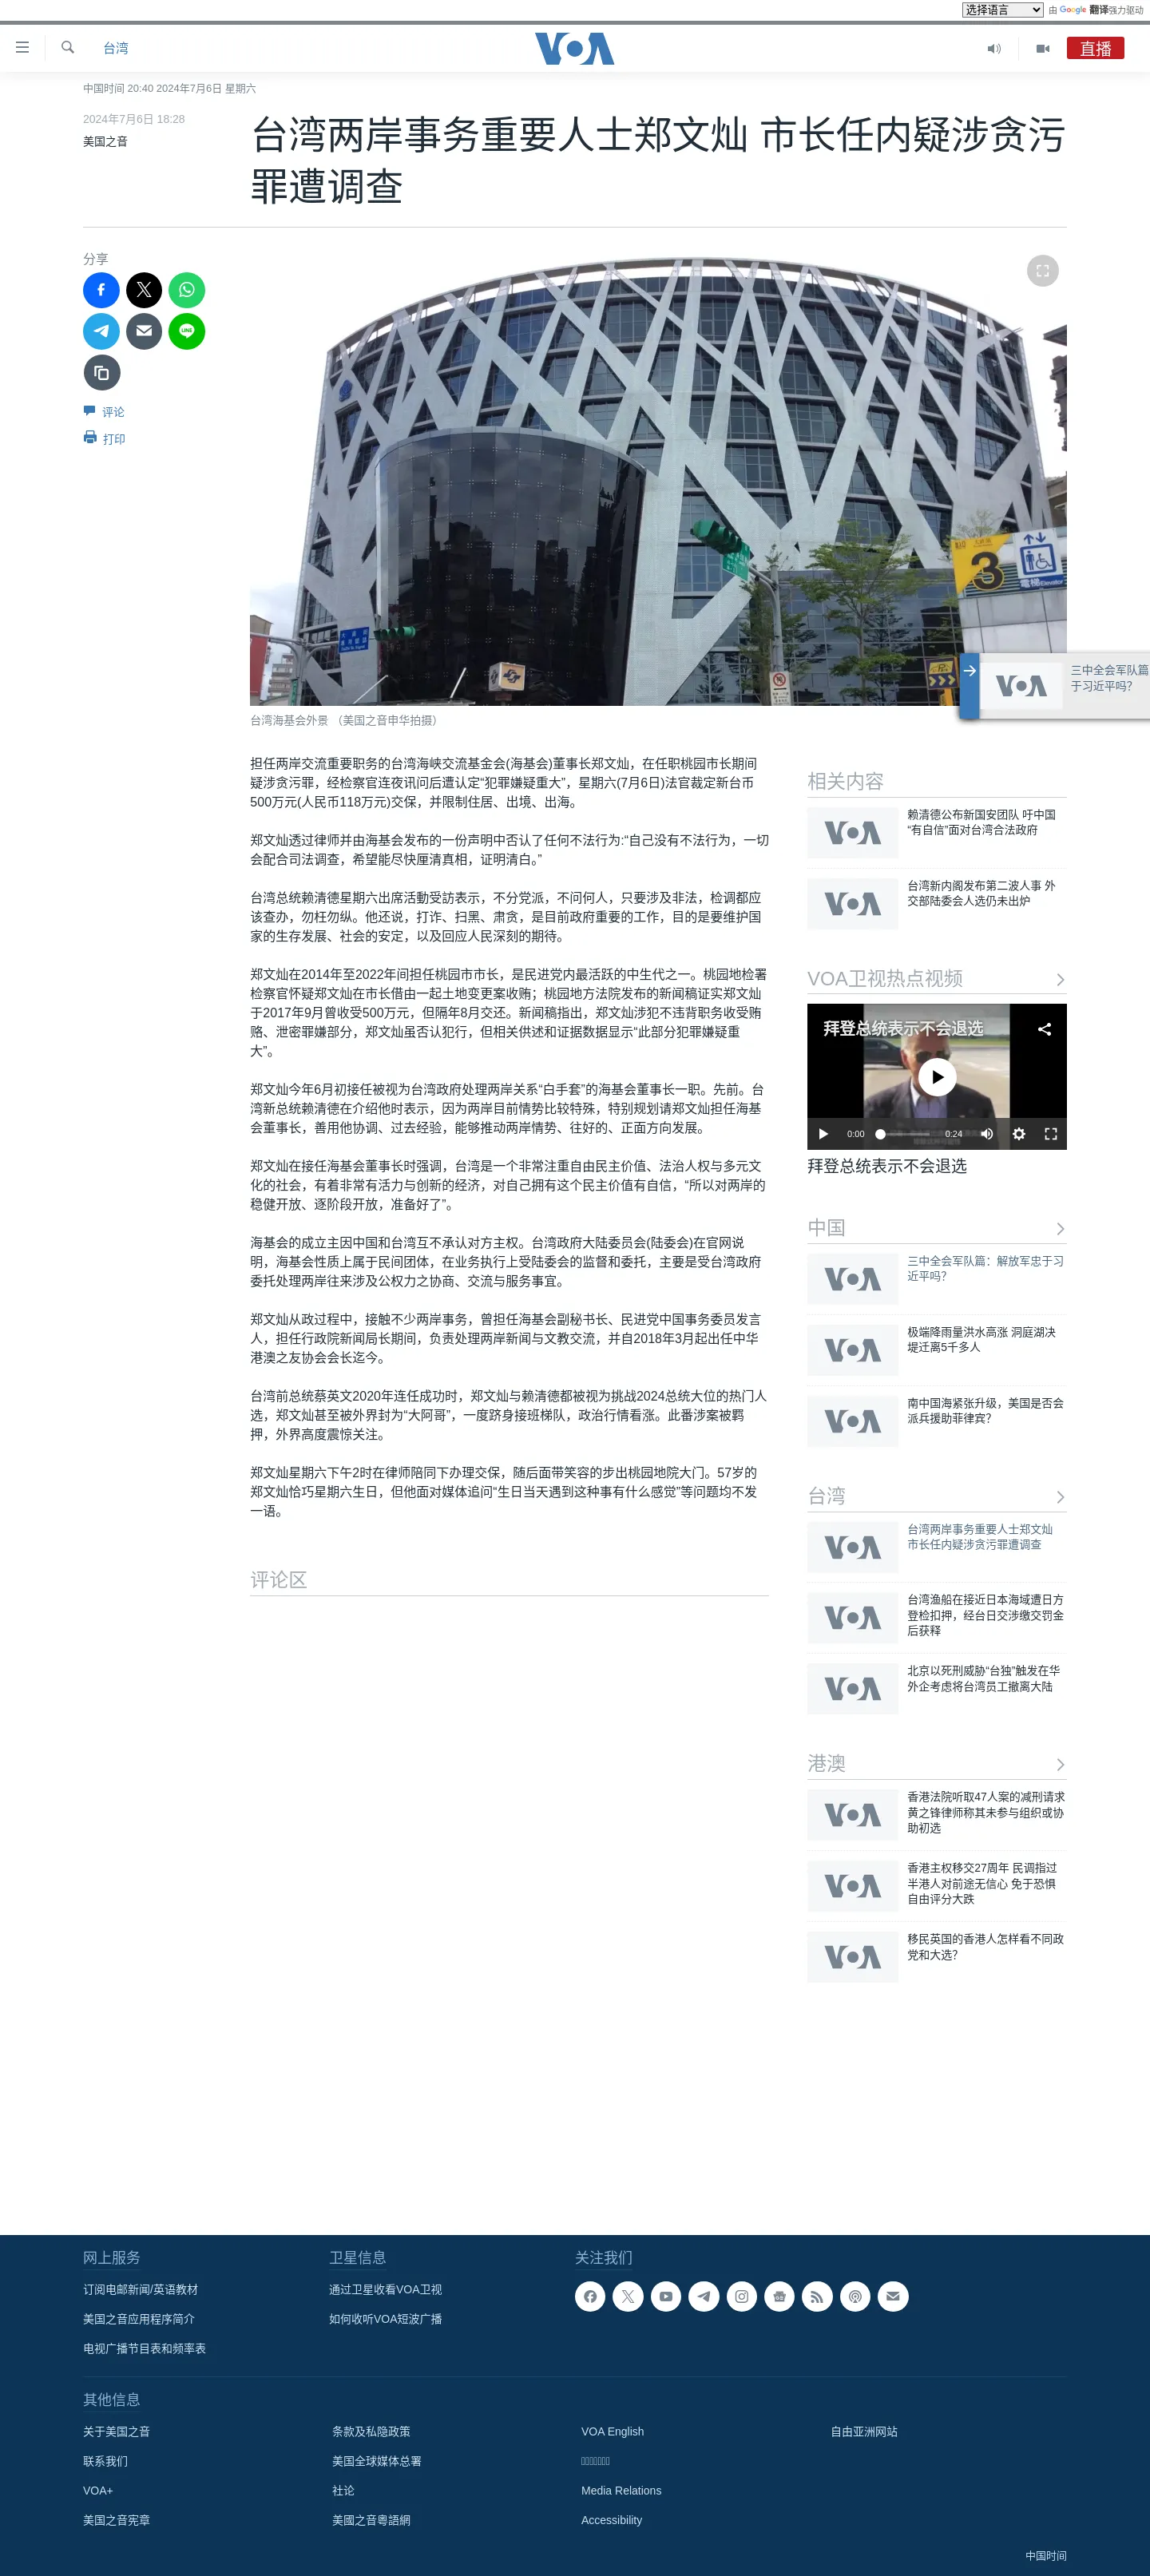 选择语言 由 Google 翻译强力驱动
台湾
VOA
直播
中国时间 20:40 2024年7月6日 星期六
2024年7月6日 18:28
美国之音
台湾两岸事务重要人士郑文灿 市长任内疑涉贪污
罪遭调查
分享
LINE
评论
打印
3
電梯
三中全会军队篇
于习近平吗？
VOA
台湾海基会外景 （美国之音申华拍摄）
担任两岸交流重要职务的台湾海峡交流基金会(海基会)董事长郑文灿，在任职桃园市长期间
疑涉贪污罪，经检察官连夜讯问后遭认定“犯罪嫌疑重大”，星期六(7月6日)法官裁定新台币
500万元(人民币118万元)交保，并限制住居、出境、出海。
郑文灿透过律师并由海基会发布的一份声明中否认了任何不法行为:“自己没有不法行为，一切
会配合司法调查，希望能尽快厘清真相，证明清白。”
台湾总统赖清德星期六出席活動受訪表示，不分党派，不问何人，只要涉及非法，检调都应
该查办，勿枉勿纵。他还说，打诈、扫黑、肃贪，是目前政府重要的工作，目的是要维护国
家的生存发展、社会的安定，以及回应人民深刻的期待。
郑文灿在2014年至2022年间担任桃园市市长，是民进党内最活跃的中生代之一。桃园地检署
检察官怀疑郑文灿在市长借由一起土地变更案收贿；桃园地方法院发布的新闻稿证实郑文灿
于2017年9月曾收受500万元，但隔年8月交还。新闻稿指出，郑文灿涉犯不违背职务收受贿
赂、泄密罪嫌部分，郑文灿虽否认犯行，但相关供述和证据数据显示“此部分犯罪嫌疑重
大”。
郑文灿今年6月初接任被视为台湾政府处理两岸关系“白手套”的海基会董事长一职。先前。台
湾新总统赖清德在介绍他时表示，因为两岸目前情势比较特殊，特别规划请郑文灿担任海基
会董事长，善用他协调、过去经验，能够推动两岸情势、往好的、正面方向发展。
郑文灿在接任海基会董事长时强调，台湾是一个非常注重自由民主价值、法治人权与多元文
化的社会，有着非常有活力与创新的经济，对自己拥有这个民主价值有自信，“所以对两岸的
稳健开放、逐阶段开放，准备好了”。
海基会的成立主因中国和台湾互不承认对方主权。台湾政府大陆委员会(陆委会)在官网说
明，海基会性质上属于民间团体，在业务执行上受陆委会的监督和委托，主要是受台湾政府
委托处理两岸往来涉及公权力之协商、交流与服务事宜。
郑文灿从政过程中，接触不少两岸事务，曾担任海基会副秘书长、民进党中国事务委员发言
人，担任行政院新闻局长期间，负责处理两岸新闻与文教交流，并自2018年3月起出任中华
港澳之友协会会长迄今。
台湾前总统蔡英文2020年连任成功时，郑文灿与赖清德都被视为挑战2024总统大位的热门人
选，郑文灿甚至被外界封为“大阿哥”，一度跻身接班梯队，政治行情看涨。此番涉案被羁
押，外界高度震惊关注。
郑文灿星期六下午2时在律师陪同下办理交保，随后面带笑容的步出桃园地院大门。57岁的
郑文灿恰巧星期六生日，但他面对媒体追问“生日当天遇到这种事有什么感觉”等问题均不发
一语。
评论区
相关内容
VOA
赖清德公布新国安团队 吁中国
“有自信”面对台湾合法政府
VOA
台湾新内阁发布第二波人事 外
交部陆委会人选仍未出炉
VOA卫视热点视频
拜登总统表示不会退选
0:00
0:24
拜登总统表示不会退选
中国
VOA
三中全会军队篇：解放军忠于习
近平吗？
VOA
极端降雨量洪水高涨 洞庭湖决
堤迁离5千多人
VOA
南中国海紧张升级，美国是否会
派兵援助菲律宾？
台湾
VOA
台湾两岸事务重要人士郑文灿
市长任内疑涉贪污罪遭调查
VOA
台湾渔船在接近日本海域遭日方
登检扣押，经台日交涉缴交罚金
后获释
VOA
北京以死刑威胁“台独”触发在华
外企考虑将台湾员工撤离大陆
港澳
VOA
香港法院听取47人案的减刑请求
黄之锋律师称其未参与组织或协
助初选
VOA
香港主权移交27周年 民调指过
半港人对前途无信心 免于恐惧
自由评分大跌
VOA
移民英国的香港人怎样看不同政
党和大选？
网上服务
订阅电邮新闻/英语教材
美国之音应用程序简介
电视广播节目表和频率表
卫星信息
通过卫星收看VOA卫视
如何收听VOA短波广播
关注我们
其他信息
关于美国之音
联系我们
VOA+
美国之音宪章
条款及私隐政策
美国全球媒体总署
社论
美國之音粵語網
VOA English
Media Relations
Accessibility
自由亚洲网站
中国时间